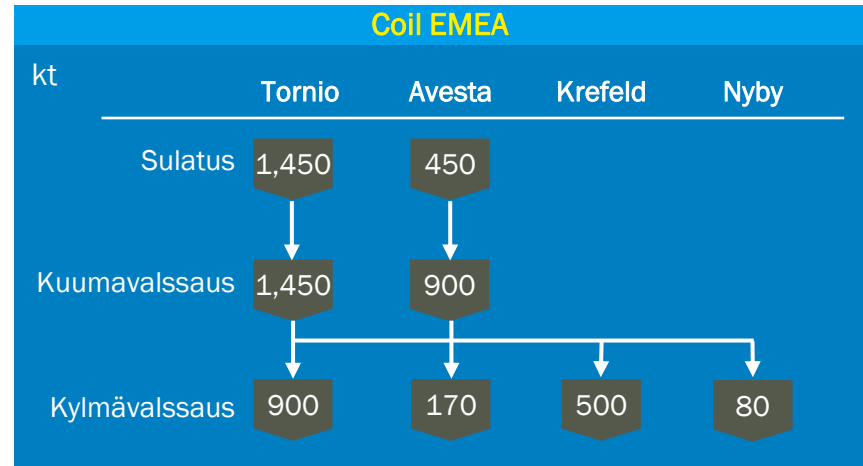 Coil EMEA
kt
Tornio Avesta Krefeld Nyby
Sulatus 1,450 450
Kuumavalssaus 1,450 900
Kylmävalssaus 900 170 500 80